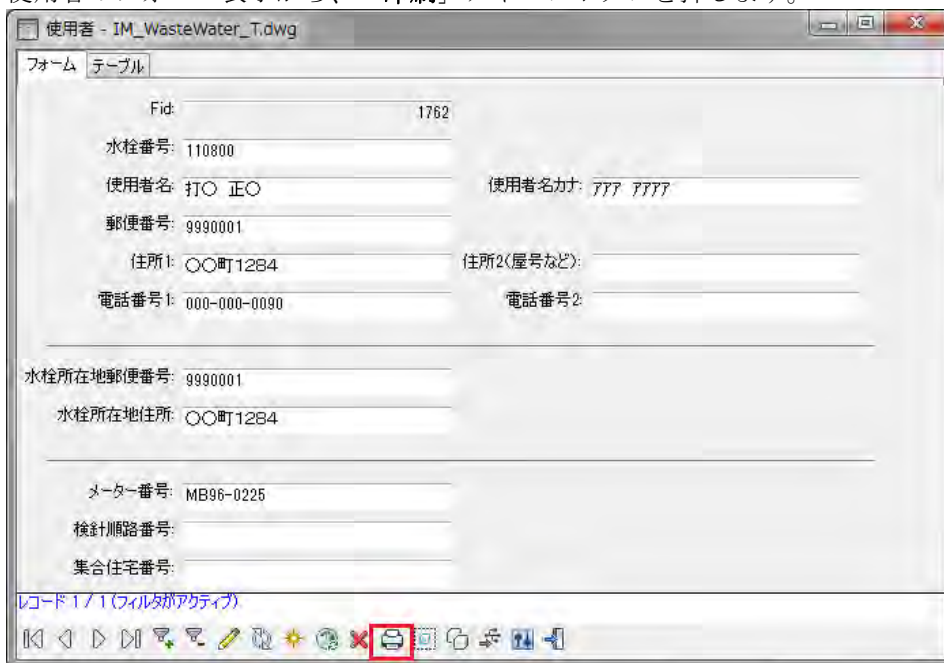 使用者 - IM_WasteWater_T.dwg
フォーム テーブル
Fid: 1762
水栓番号: 110800
使用者名: 打〇 正〇 使用者名カナ: ｱｱｱ ｱｱｱｱ
郵便番号: 9990001
住所1: 〇〇町1284 住所2(屋号など):
電話番号1: 000-000-0090 電話番号2:
水栓所在地郵便番号: 9990001
水栓所在地住所: 〇〇町1284
メーター番号: MB96-0225
検針順路番号:
集合住宅番号:
レコード 1 / 1 (フィルタがアクティブ)